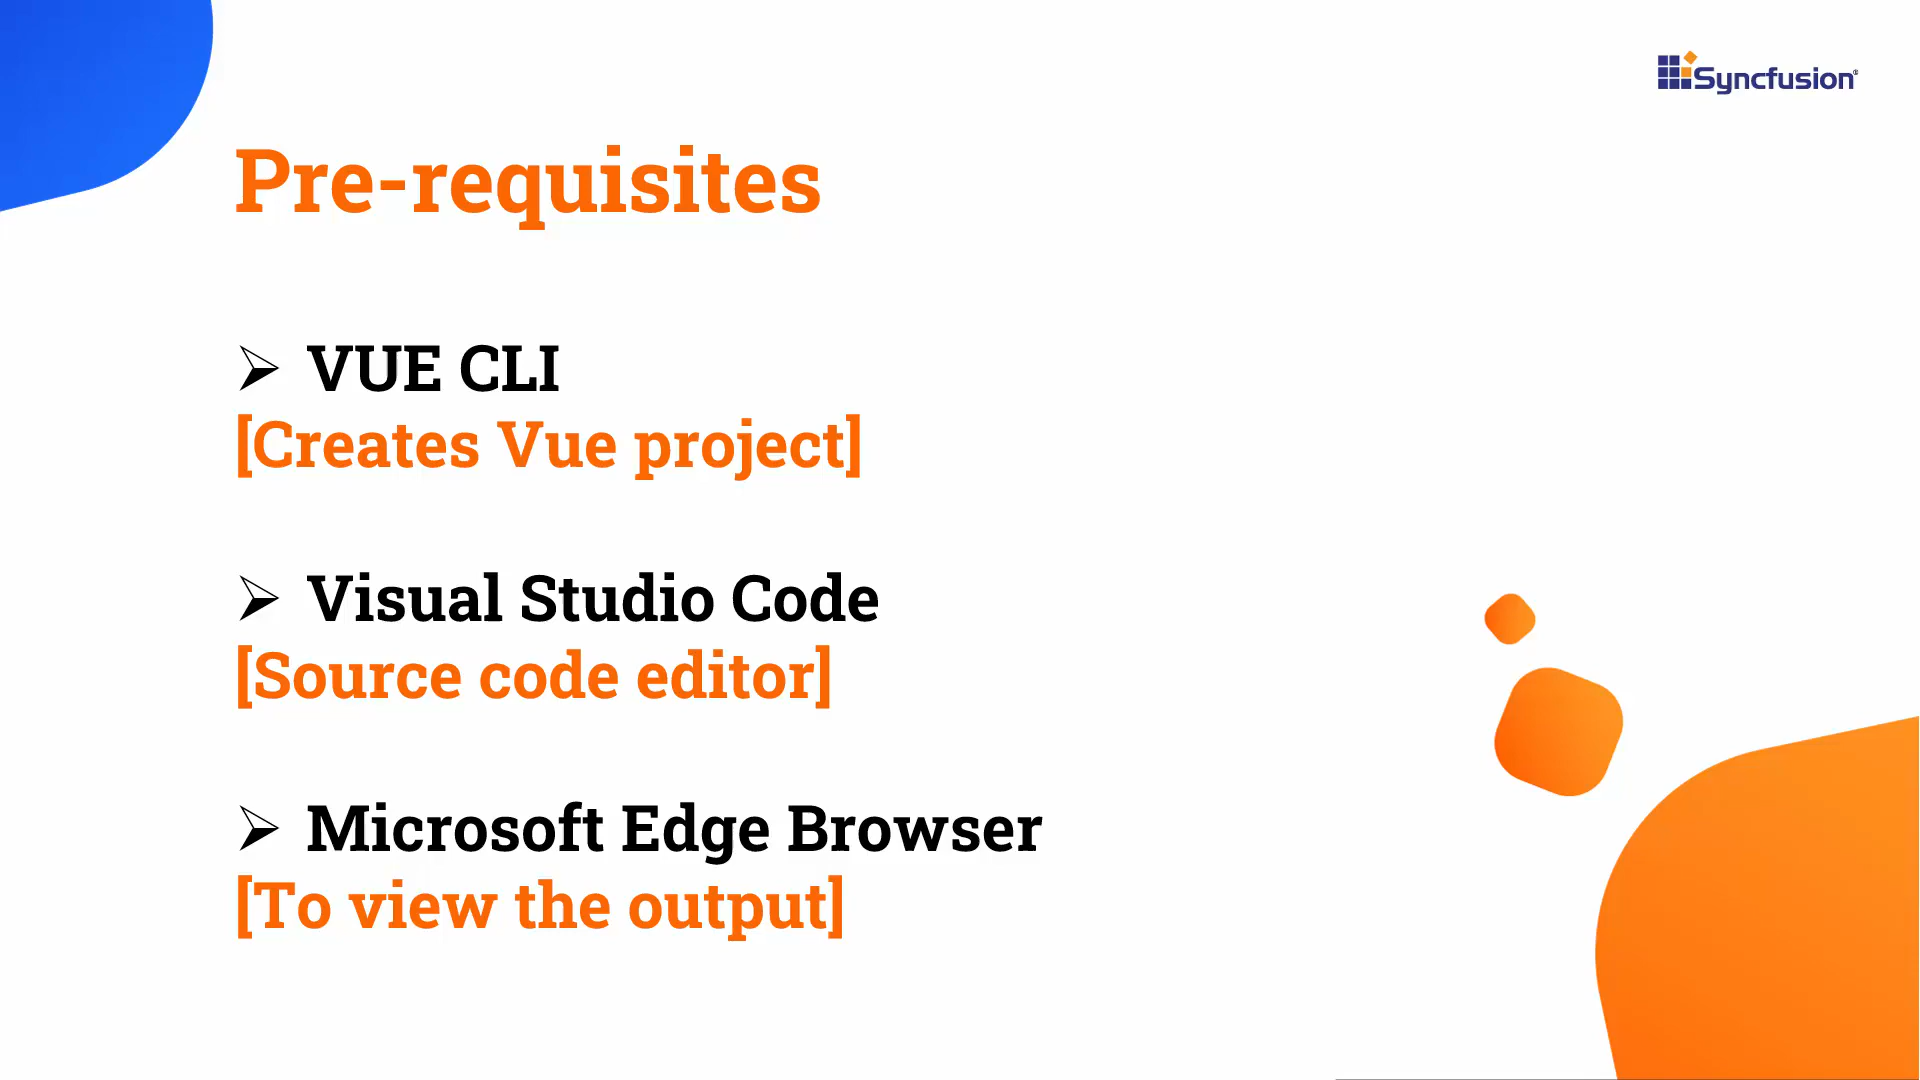 Syncfusion®
Pre-requisites
➢ VUE CLI
[Creates Vue project]
➢ Visual Studio Code
[Source code editor]
➢ Microsoft Edge Browser
[To view the output]